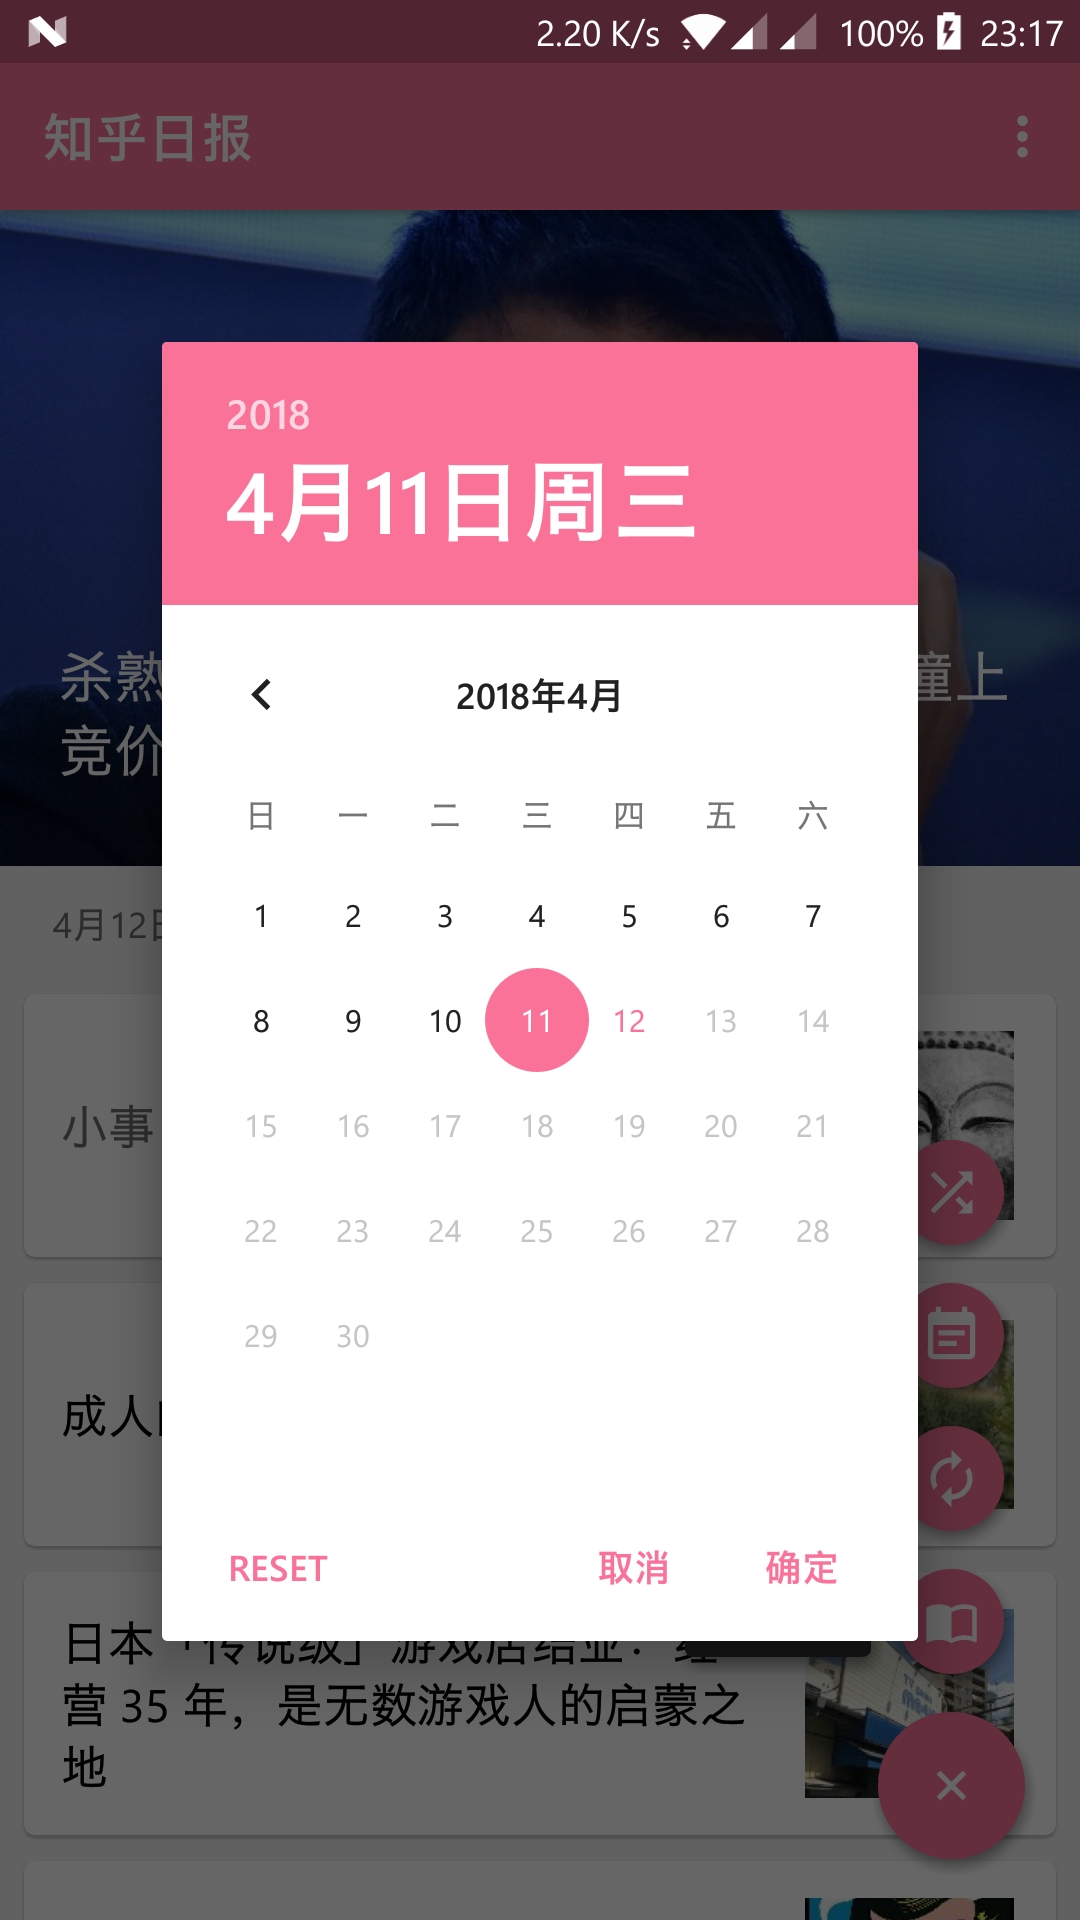 2.20 K/s 100% 23:17
知乎日报
2018
4月11日周三
杀熟
童上
竞价
2018年4月
日 一 二 三 四 五 六
4月12日
1 2 3 4 5 6 7
8 9 10 11 12 13 14
小事
15 16 17 18 19 20 21
22 23 24 25 26 27 28
29 30
成人
RESET 取消 确定
日本「传说级」游戏店结业：经
营 35 年，是无数游戏人的启蒙之
地